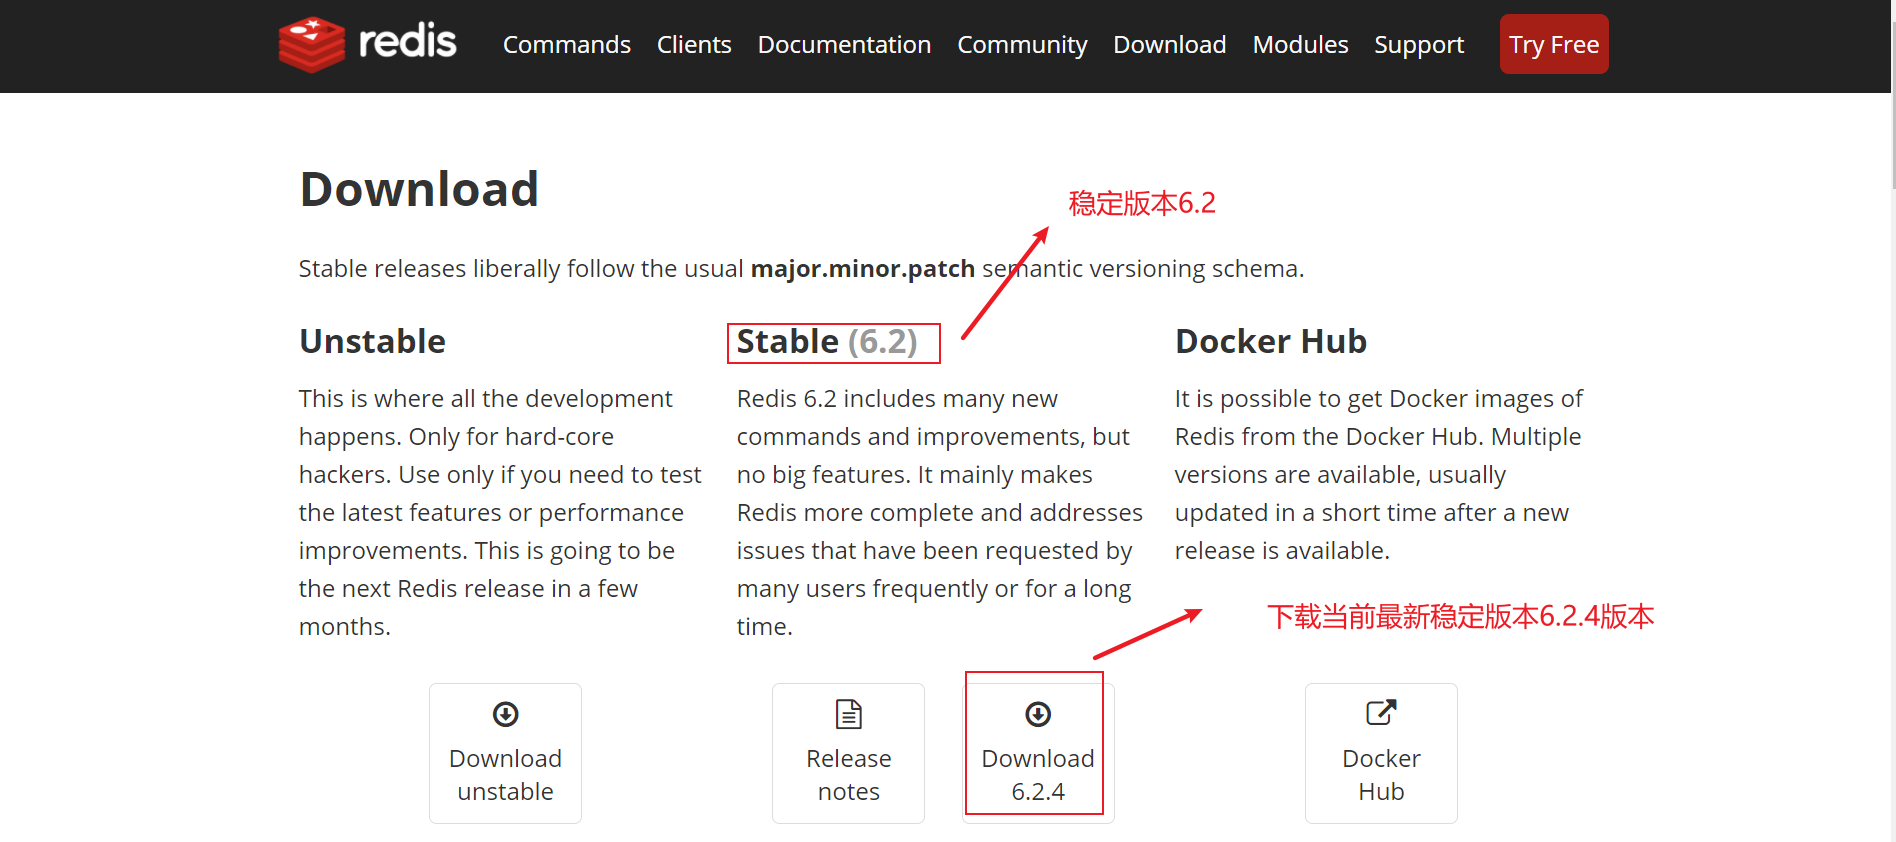 redis
Commands Clients Documentation Community Download Modules Support Try Free
Download
稳定版本6.2
Stable releases liberally follow the usual major.minor.patch semantic versioning schema.
Unstable
This is where all the development
happens. Only for hard-core
hackers. Use only if you need to test
the latest features or performance
improvements. This is going to be
the next Redis release in a few
months.
Download
unstable
Stable (6.2)
Redis 6.2 includes many new
commands and improvements, but
no big features. It mainly makes
Redis more complete and addresses
issues that have been requested by
many users frequently or for a long
time.
Release
notes
Download
6.2.4
Docker Hub
It is possible to get Docker images of
Redis from the Docker Hub. Multiple
versions are available, usually
updated in a short time after a new
release is available.
下载当前最新稳定版本6.2.4版本
Docker
Hub